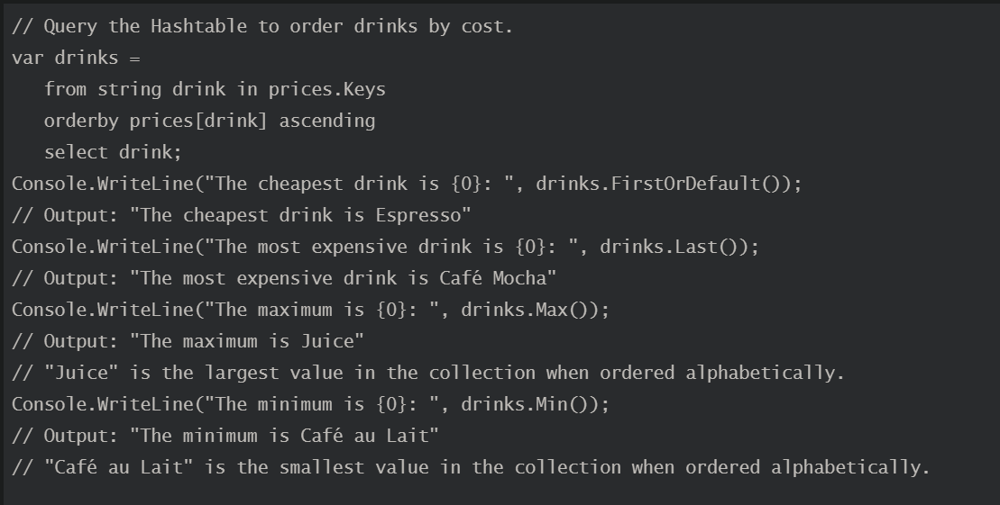 // Query the Hashtable to order drinks by cost.
var drinks =
from string drink in prices.Keys
orderby prices[drink] ascending
select drink;
Console.WriteLine("The cheapest drink is {0}: ", drinks.FirstOrDefault());
// Output: "The cheapest drink is Espresso"
Console.WriteLine("The most expensive drink is {0}: ", drinks.Last());
// Output: "The most expensive drink is Café Mocha"
Console.WriteLine("The maximum is {0}: ", drinks.Max());
// Output: "The maximum is Juice"
// "Juice" is the largest value in the collection when ordered alphabetically.
Console.WriteLine("The minimum is {0}: ", drinks.Min());
// Output: "The minimum is Café au Lait"
// "Café au Lait" is the smallest value in the collection when ordered alphabetically.